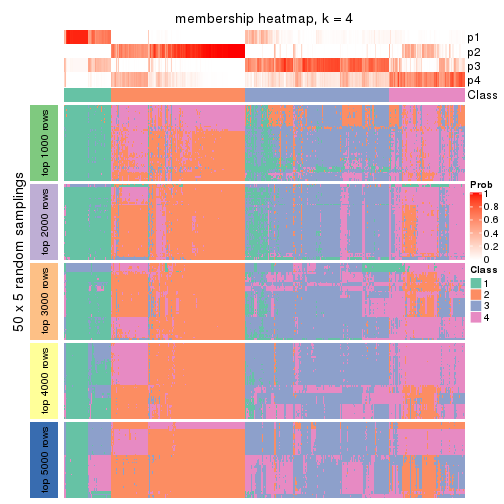 membership heatmap, k = 4
p1
p2
p3
p4
Class
50 x 5 random samplings
top 1000 rows
top 2000 rows
top 3000 rows
top 4000 rows
top 5000 rows
Prob
1
0.8
0.6
0.4
0.2
0
Class
1
2
3
4